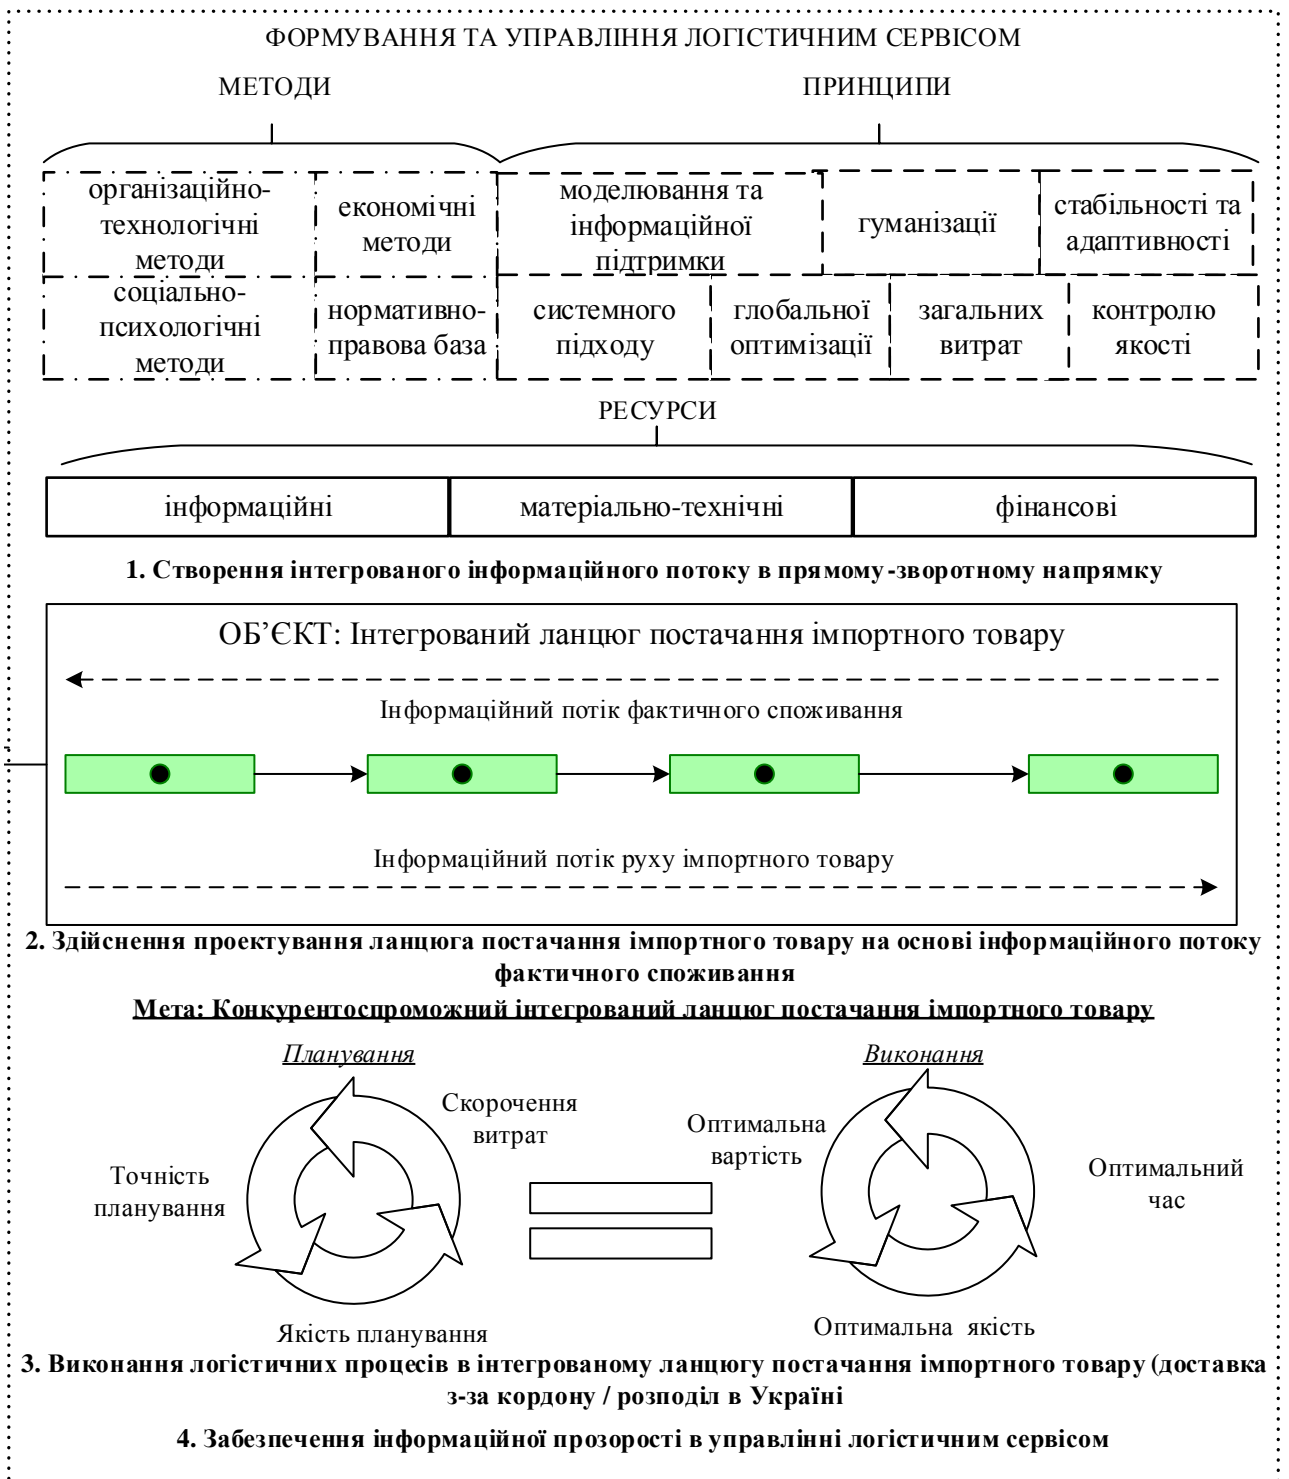 ФОРМУВАННЯ ТА УПРАВЛІННЯ ЛОГІСТИЧНИМ СЕРВІСОМ
МЕТОДИ
ПРИНЦИПИ
організаційно-
технологічні
методи
економічні
методи
моделювання та
інформаційної
підтримки
гуманізації
стабільності та
адаптивності
соціально-
психологічні
методи
нормативно-
правова база
системного
підходу
глобальної
оптимізації
загальних
витрат
контролю
якості
РЕСУРСИ
інформаційні
матеріально-технічні
фінансові
1. Створення інтегрованого інформаційного потоку в прямому-зворотному напрямку
ОБ’ЄКТ: Інтегрований ланцюг постачання імпортного товару
Інформаційний потік фактичного споживання
Інформаційний потік руху імпортного товару
2. Здійснення проектування ланцюга постачання імпортного товару на основі інформаційного потоку
фактичного споживання
Мета: Конкурентоспроможний інтегрований ланцюг постачання імпортного товару
Планування
Виконання
Скорочення
витрат
Точність
планування
Якість планування
Оптимальна
вартість
Оптимальний
час
Оптимальна якість
3. Виконання логістичних процесів в інтегрованому ланцюгу постачання імпортного товару (доставка
з-за кордону / розподіл в Україні
4. Забезпечення інформаційної прозорості в управлінні логістичним сервісом